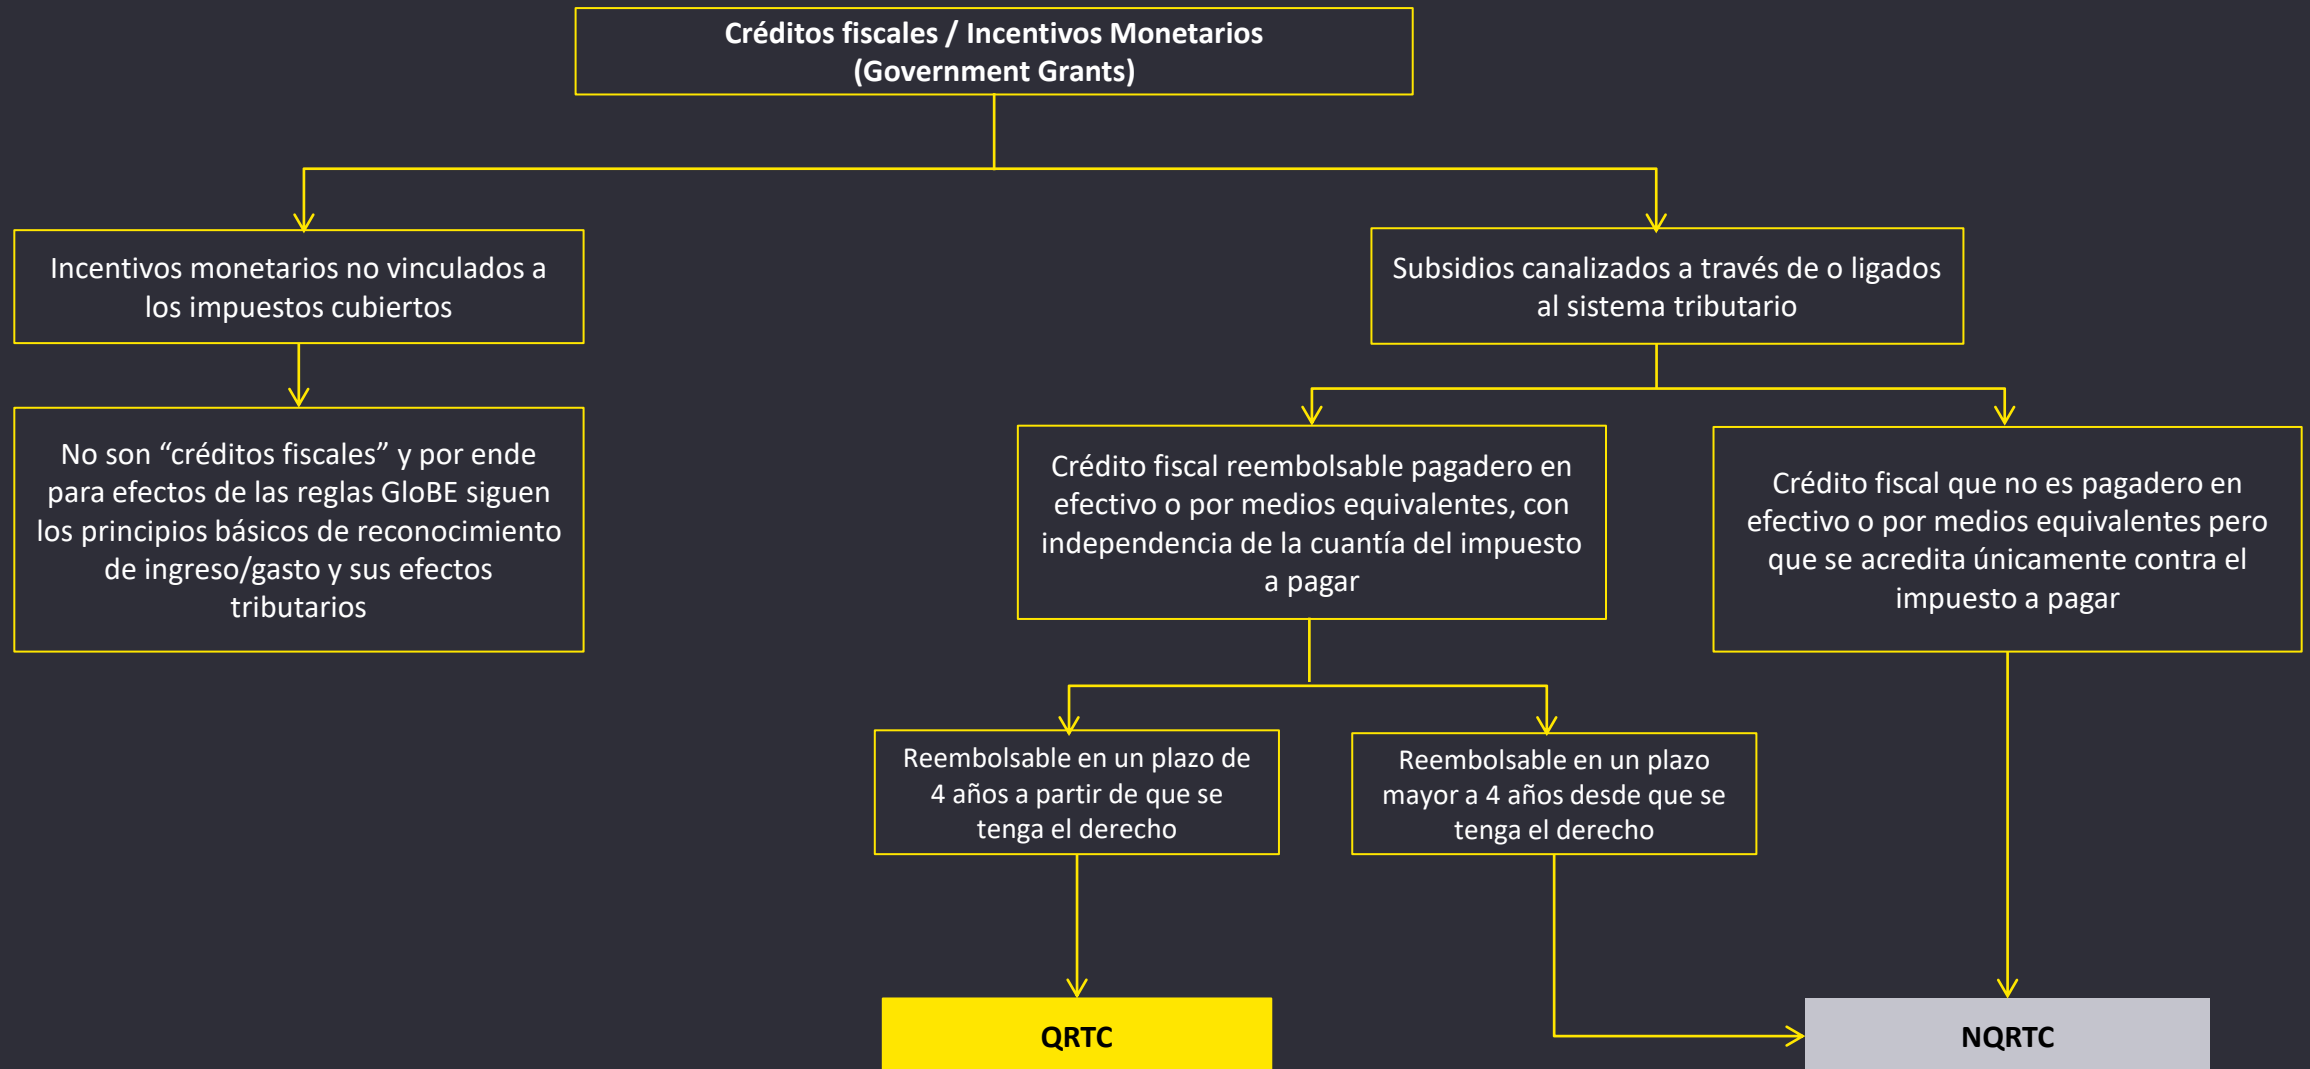 Créditos fiscales / Incentivos Monetarios
(Government Grants)
Incentivos monetarios no vinculados a
los impuestos cubiertos
Subsidios canalizados a través de o ligados
al sistema tributario
No son “créditos fiscales” y por ende
para efectos de las reglas GloBE siguen
los principios básicos de reconocimiento
de ingreso/gasto y sus efectos
tributarios
Crédito fiscal reembolsable pagadero en
efectivo o por medios equivalentes, con
independencia de la cuantía del impuesto
a pagar
Crédito fiscal que no es pagadero en
efectivo o por medios equivalentes pero
que se acredita únicamente contra el
impuesto a pagar
Reembolsable en un plazo de
4 años a partir de que se
tenga el derecho
Reembolsable en un plazo
mayor a 4 años desde que se
tenga el derecho
QRTC
NQRTC